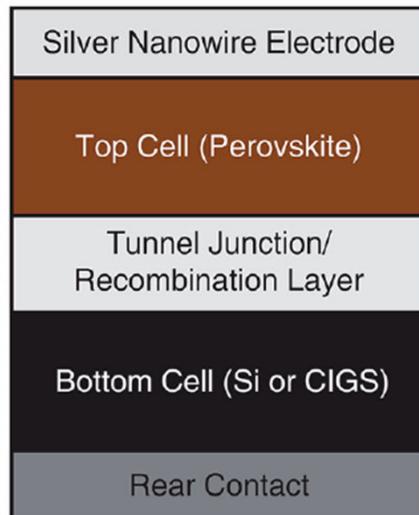 Silver Nanowire Electrode
Top Cell (Perovskite)
Tunnel Junction/
Recombination Layer
Bottom Cell (Si or CIGS)
Rear Contact